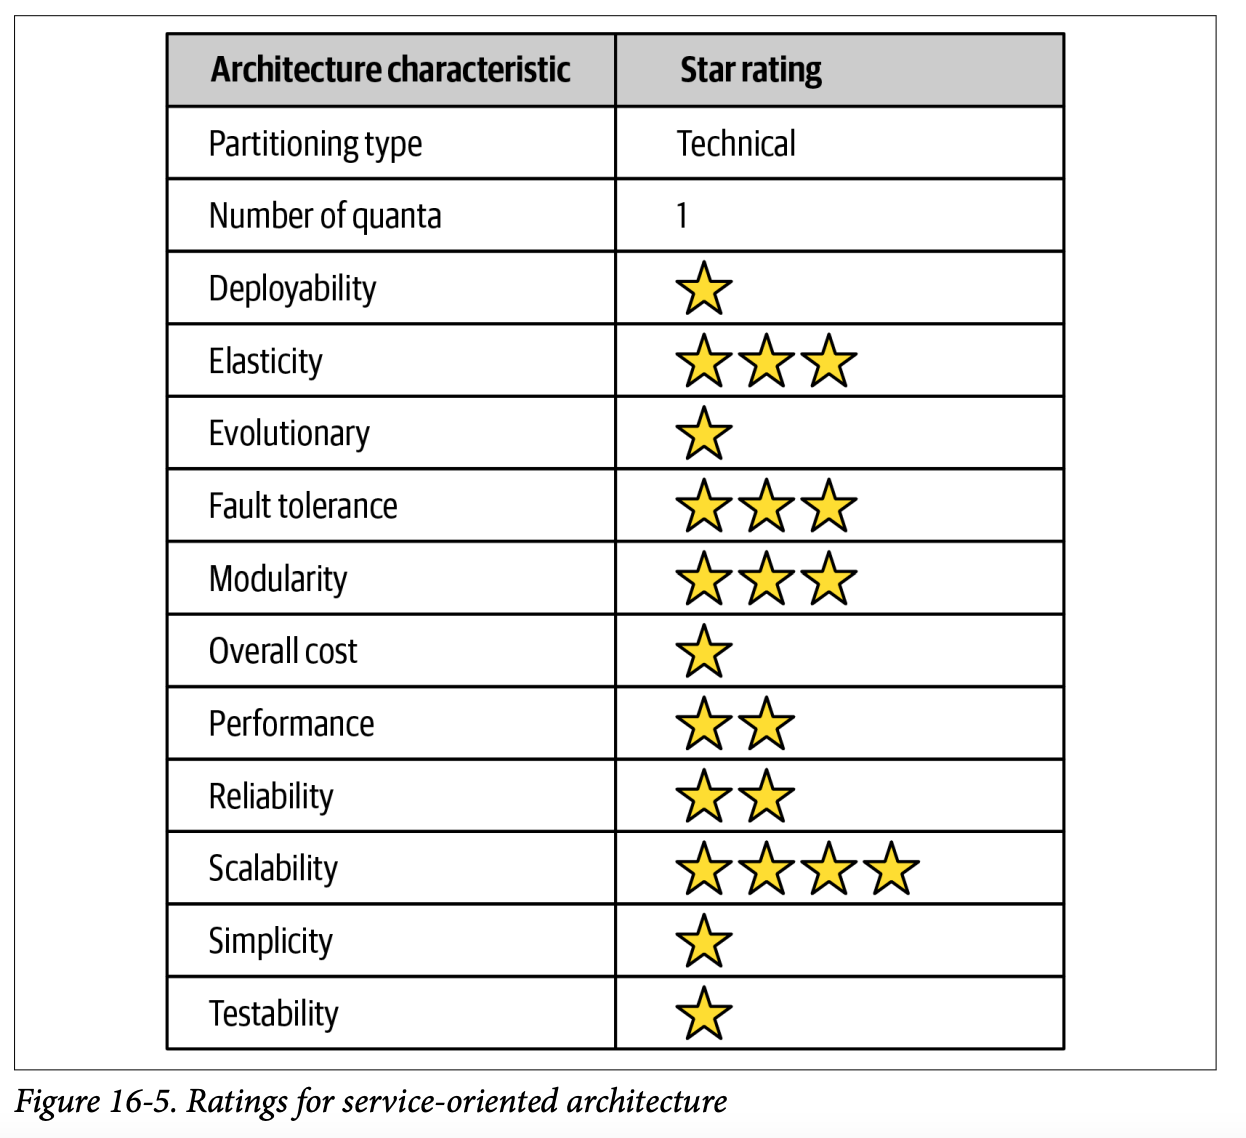 Architecture characteristic Star rating
Partitioning type Technical
Number of quanta 1
Deployability
Elasticity
Evolutionary
Fault tolerance
Modularity
Overall cost
Performance
Reliability
Scalability
Simplicity
Testability
Figure 16-5. Ratings for service-oriented architecture